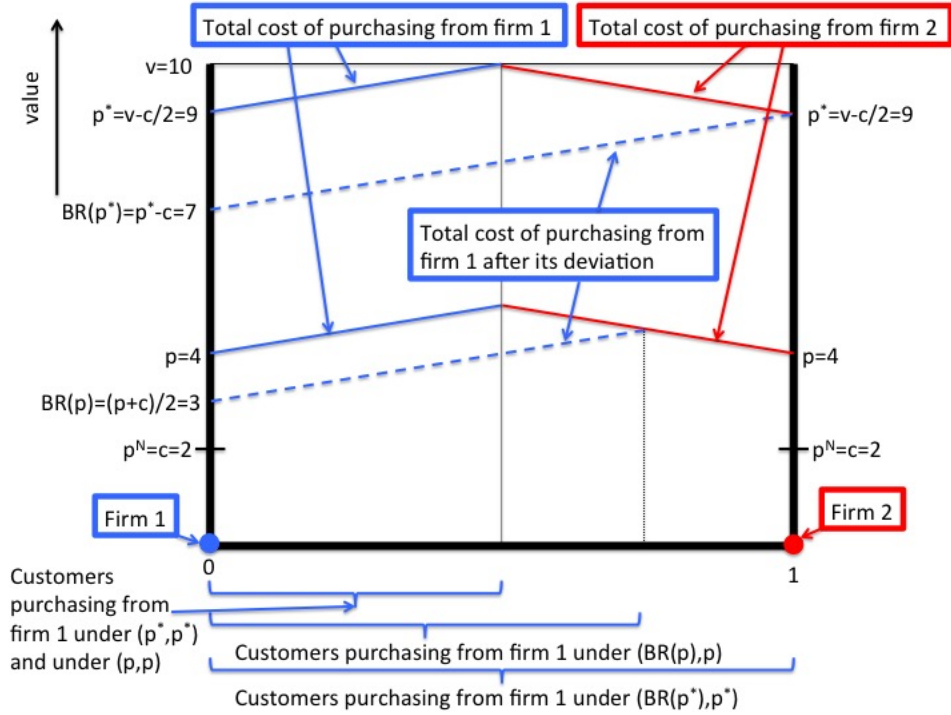 Total cost of purchasing from firm 1
Total cost of purchasing from firm 2
value
v=10
p*=v-c/2=9
p*=v-c/2=9
BR(p*)=p*-c=7
Total cost of purchasing from
firm 1 after its deviation
p=4
p=4
BR(p)=(p+c)/2=3
pᴺ=c=2
pᴺ=c=2
Firm 1
Firm 2
0
1
Customers
purchasing from
firm 1 under (p*,p*)
and under (p,p)
Customers purchasing from firm 1 under (BR(p),p)
Customers purchasing from firm 1 under (BR(p*),p*)